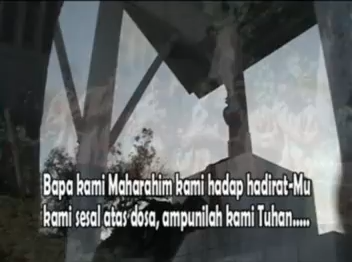 Bapa kami Maharahim kami hadap hadirat-Mu
kami sesal atas dosa, ampunilah kami Tuhan.....